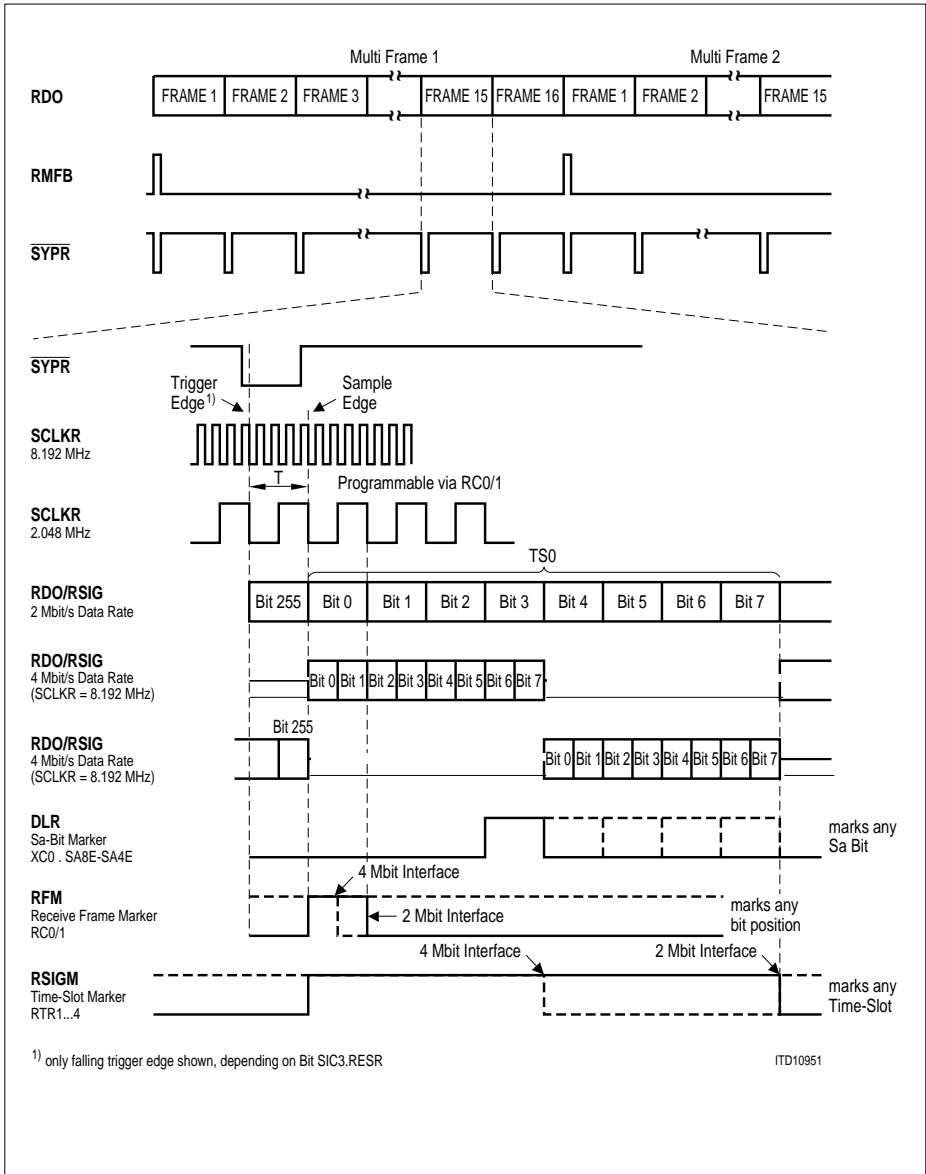 Multi Frame 1 Multi Frame 2
RDO FRAME 1 FRAME 2 FRAME 3 FRAME 15 FRAME 16 FRAME 1 FRAME 2 FRAME 15
RMFB
SYPR
SYPR
Trigger Edge1) Sample Edge
SCLKR
8.192 MHz
T Programmable via RC0/1
SCLKR
2.048 MHz
TS0
RDO/RSIG
2 Mbit/s Data Rate
Bit 255 Bit 0 Bit 1 Bit 2 Bit 3 Bit 4 Bit 5 Bit 6 Bit 7
RDO/RSIG
4 Mbit/s Data Rate
(SCLKR = 8.192 MHz)
Bit 0 Bit 1 Bit 2 Bit 3 Bit 4 Bit 5 Bit 6 Bit 7
Bit 255
RDO/RSIG
4 Mbit/s Data Rate
(SCLKR = 8.192 MHz)
Bit 0 Bit 1 Bit 2 Bit 3 Bit 4 Bit 5 Bit 6 Bit 7
DLR
Sa-Bit Marker
XC0 . SA8E-SA4E
marks any
Sa Bit
4 Mbit Interface
RFM
Receive Frame Marker
RC0/1
2 Mbit Interface
marks any
bit position
4 Mbit Interface 2 Mbit Interface
RSIGM
Time-Slot Marker
RTR1...4
marks any
Time-Slot
1) only falling trigger edge shown, depending on Bit SIC3.RESR
ITD10951